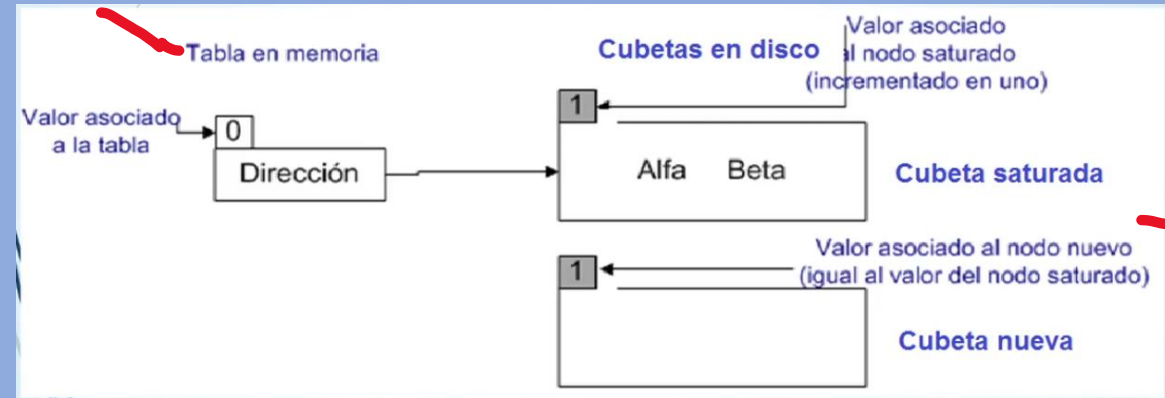 Tabla en memoria
Cubetas en disco
Valor asociado
al nodo saturado
(incrementado en uno)
Valor asociado
a la tabla
0
Dirección
1
Alfa Beta
Cubeta saturada
1
Valor asociado al nodo nuevo
(igual al valor del nodo saturado)
Cubeta nueva